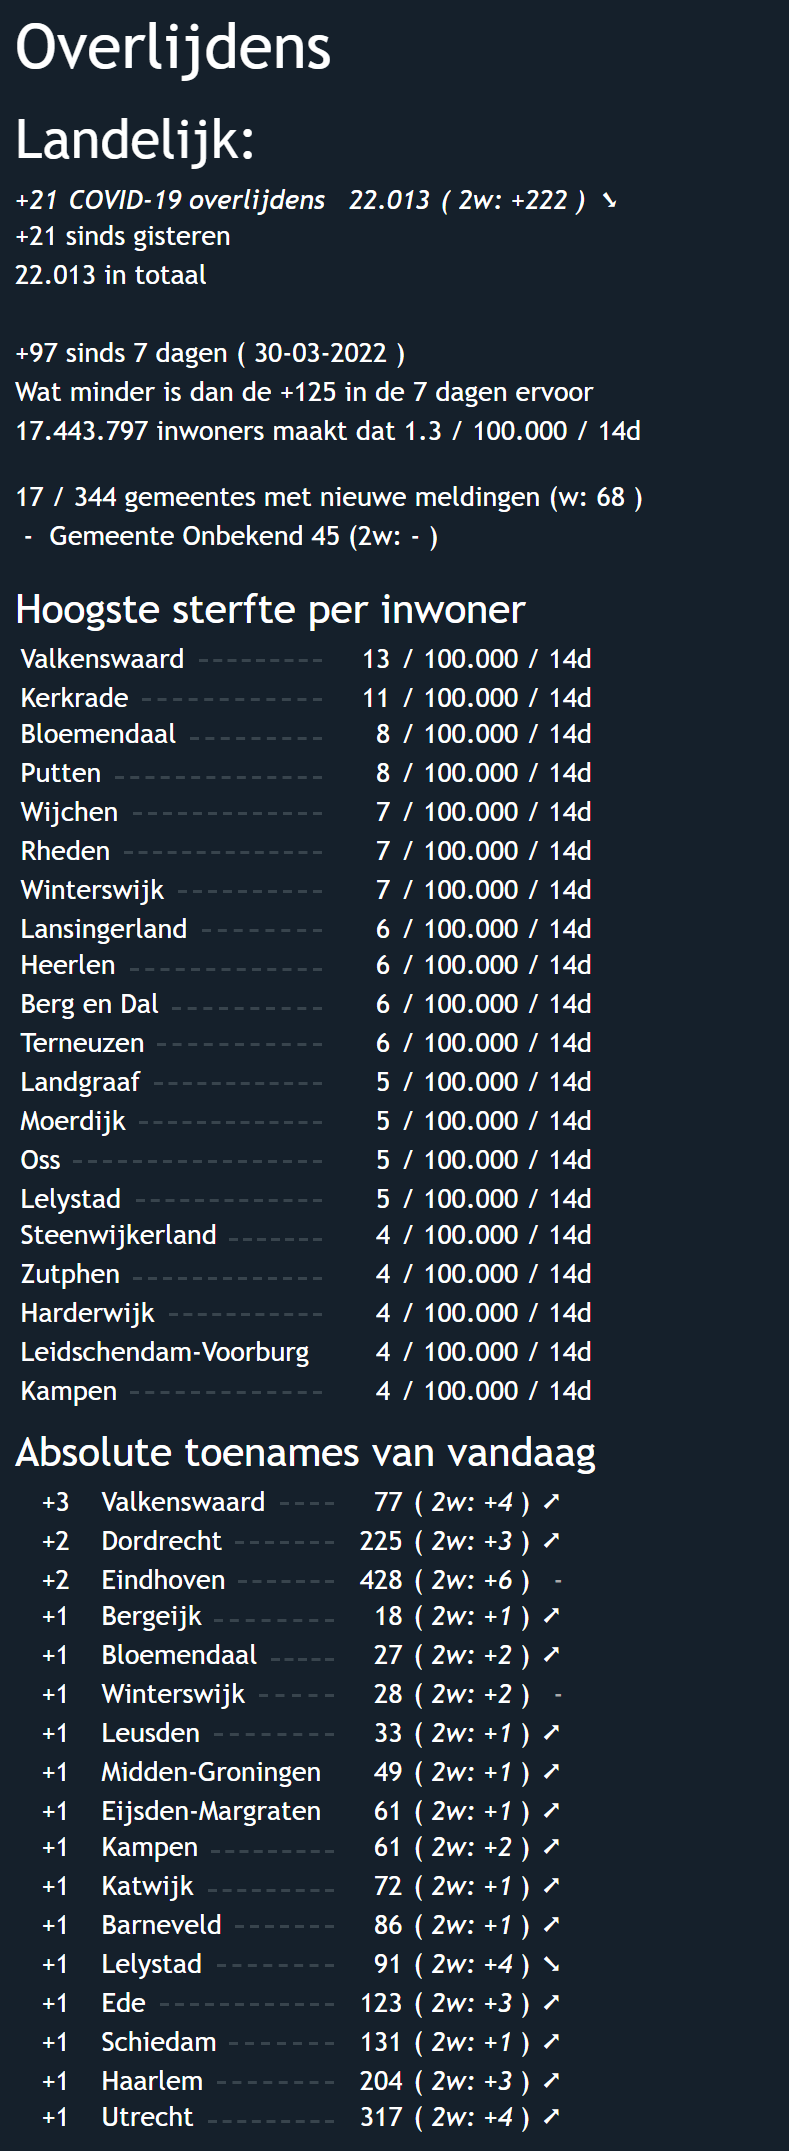 Overlijdens
Landelijk:
+21 COVID-19 overlijdens 22.013 ( 2w: +222 ) ➘
+21 sinds gisteren
22.013 in totaal
+97 sinds 7 dagen ( 30-03-2022 )
Wat minder is dan de +125 in de 7 dagen ervoor
17.443.797 inwoners maakt dat 1.3 / 100.000 / 14d
17 / 344 gemeentes met nieuwe meldingen (w: 68 )
- Gemeente Onbekend 45 (2w: - )
Hoogste sterfte per inwoner
Valkenswaard --------- 13 / 100.000 / 14d
Kerkrade ------------- 11 / 100.000 / 14d
Bloemendaal --------- 8 / 100.000 / 14d
Putten -------------- 8 / 100.000 / 14d
Wijchen ------------- 7 / 100.000 / 14d
Rheden -------------- 7 / 100.000 / 14d
Winterswijk ---------- 7 / 100.000 / 14d
Lansingerland -------- 6 / 100.000 / 14d
Heerlen ------------- 6 / 100.000 / 14d
Berg en Dal ---------- 6 / 100.000 / 14d
Terneuzen ----------- 6 / 100.000 / 14d
Landgraaf ----------- 5 / 100.000 / 14d
Moerdijk ------------ 5 / 100.000 / 14d
Oss ----------------- 5 / 100.000 / 14d
Lelystad ------------- 5 / 100.000 / 14d
Steenwijkerland ------- 4 / 100.000 / 14d
Zutphen ------------- 4 / 100.000 / 14d
Harderwijk ----------- 4 / 100.000 / 14d
Leidschendam-Voorburg 4 / 100.000 / 14d
Kampen ------------- 4 / 100.000 / 14d
Absolute toenames van vandaag
+3 Valkenswaard ---- 77 ( 2w: +4 ) ➚
+2 Dordrecht ------- 225 ( 2w: +3 ) ➚
+2 Eindhoven ------- 428 ( 2w: +6 ) -
+1 Bergeijk -------- 18 ( 2w: +1 ) ➚
+1 Bloemendaal ----- 27 ( 2w: +2 ) ➚
+1 Winterswijk ----- 28 ( 2w: +2 ) -
+1 Leusden -------- 33 ( 2w: +1 ) ➚
+1 Midden-Groningen 49 ( 2w: +1 ) ➚
+1 Eijsden-Margraten 61 ( 2w: +1 ) ➚
+1 Kampen --------- 61 ( 2w: +2 ) ➚
+1 Katwijk --------- 72 ( 2w: +1 ) ➚
+1 Barneveld ------- 86 ( 2w: +1 ) ➚
+1 Lelystad -------- 91 ( 2w: +4 ) ➘
+1 Ede ------------ 123 ( 2w: +3 ) ➚
+1 Schiedam ------- 131 ( 2w: +1 ) ➚
+1 Haarlem -------- 204 ( 2w: +3 ) ➚
+1 Utrecht --------- 317 ( 2w: +4 ) ➚